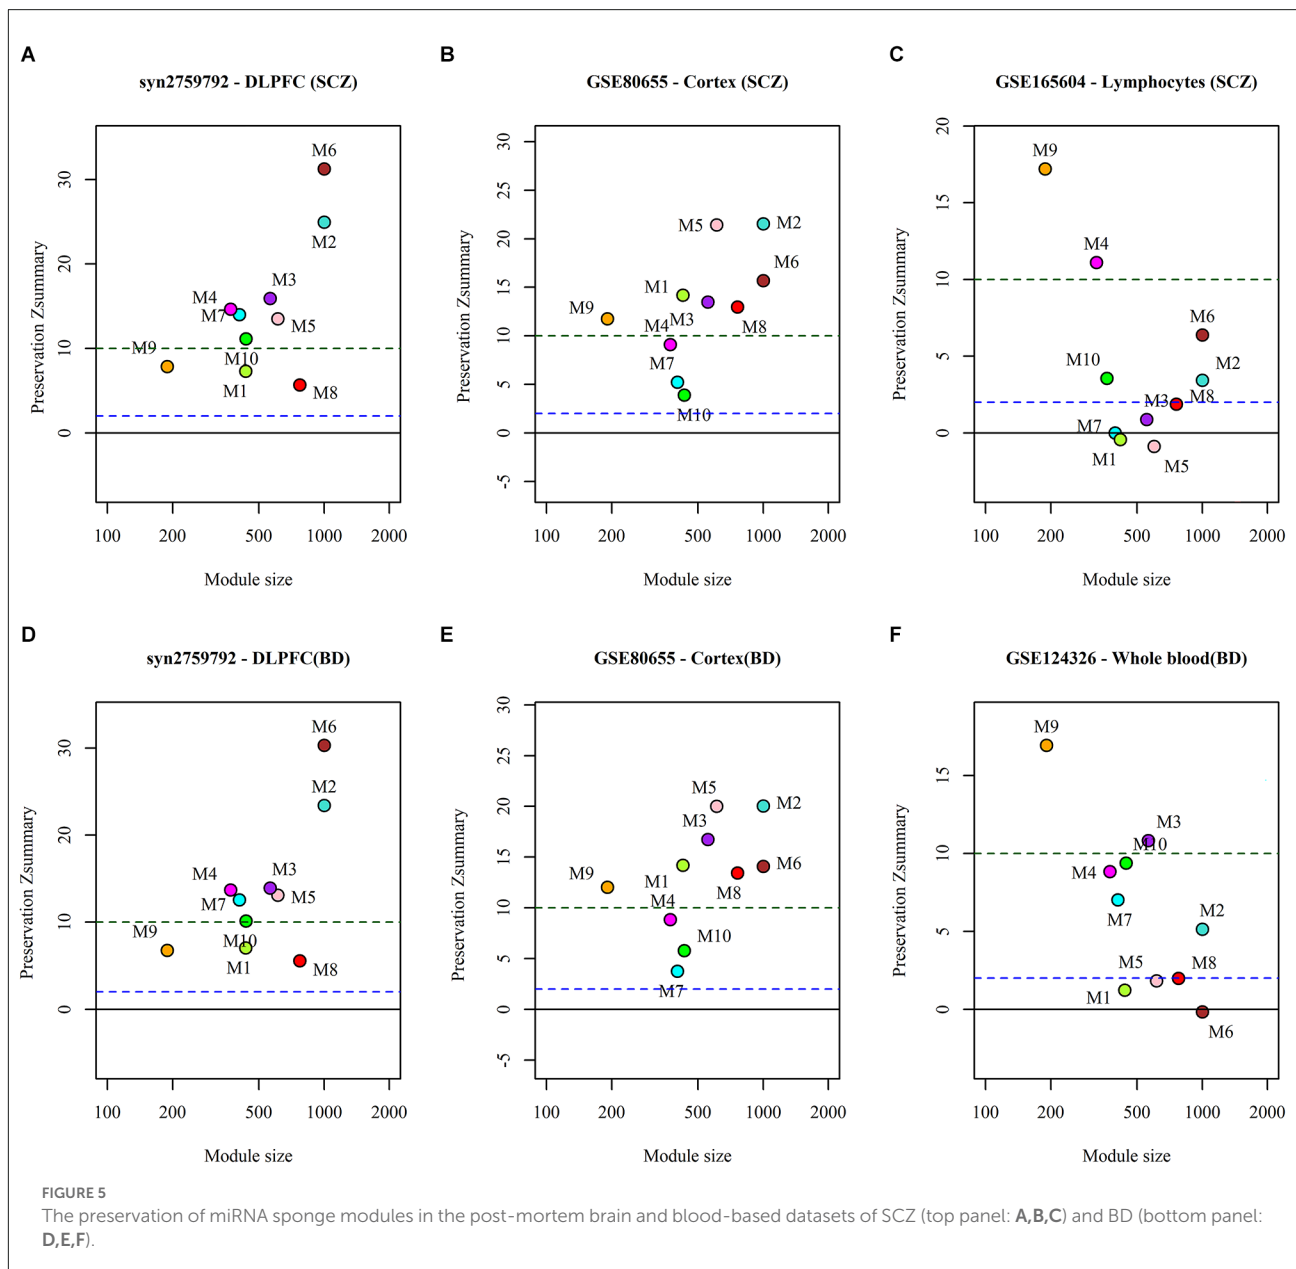 A
syn2759792 - DLPFC (SCZ)
Preservation Zsummary
30
20
10
0
M6
M2
M3
M4
M7
M5
M9
M10
M1
M8
100 200 500 1000 2000
Module size
B
GSE80655 - Cortex (SCZ)
Preservation Zsummary
30
25
20
15
10
5
0
-5
M5
M2
M6
M1
M9
M4
M3
M8
M7
M10
100 200 500 1000 2000
Module size
C
GSE165604 - Lymphocytes (SCZ)
Preservation Zsummary
20
15
10
5
0
M9
M4
M6
M10
M2
M3
M8
M7
M1
M5
100 200 500 1000 2000
Module size
D
syn2759792 - DLPFC(BD)
Preservation Zsummary
30
20
10
0
M6
M2
M4
M3
M7
M5
M9
M10
M1
M8
100 200 500 1000 2000
Module size
E
GSE80655 - Cortex(BD)
Preservation Zsummary
30
25
20
15
10
5
0
-5
M5
M2
M3
M9
M1
M6
M8
M4
M10
M7
100 200 500 1000 2000
Module size
F
GSE124326 - Whole blood(BD)
Preservation Zsummary
15
10
5
0
M9
M3
M10
M4
M7
M2
M5
M8
M1
M6
100 200 500 1000 2000
Module size
FIGURE 5
The preservation of miRNA sponge modules in the post-mortem brain and blood-based datasets of SCZ (top panel: A,B,C) and BD (bottom panel:
D,E,F).